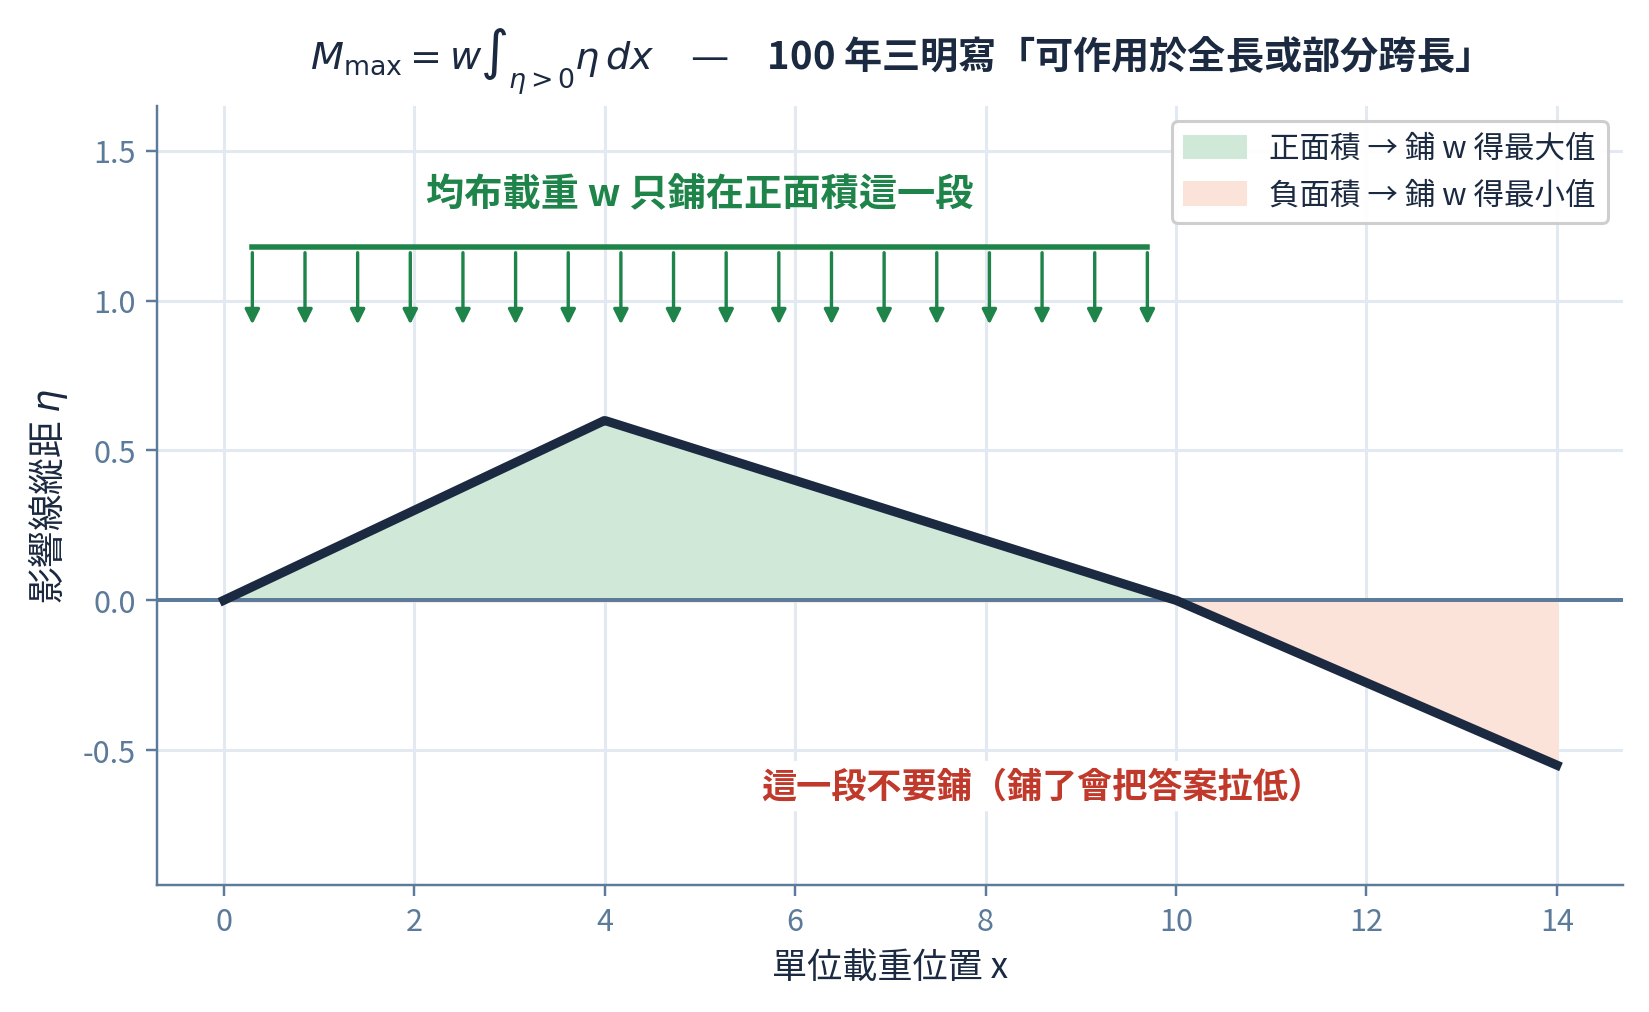 M_max = w∫_{η>0} η dx — 100 年三明寫「可作用於全長或部分跨長」
正面積 → 鋪 w 得最大值
負面積 → 鋪 w 得最小值
均布載重 w 只鋪在正面積這一段
1.5
1.0
0.5
0.0
-0.5
影響線縱距 η
這一段不要鋪（鋪了會把答案拉低）
0 2 4 6 8 10 12 14
單位載重位置 x